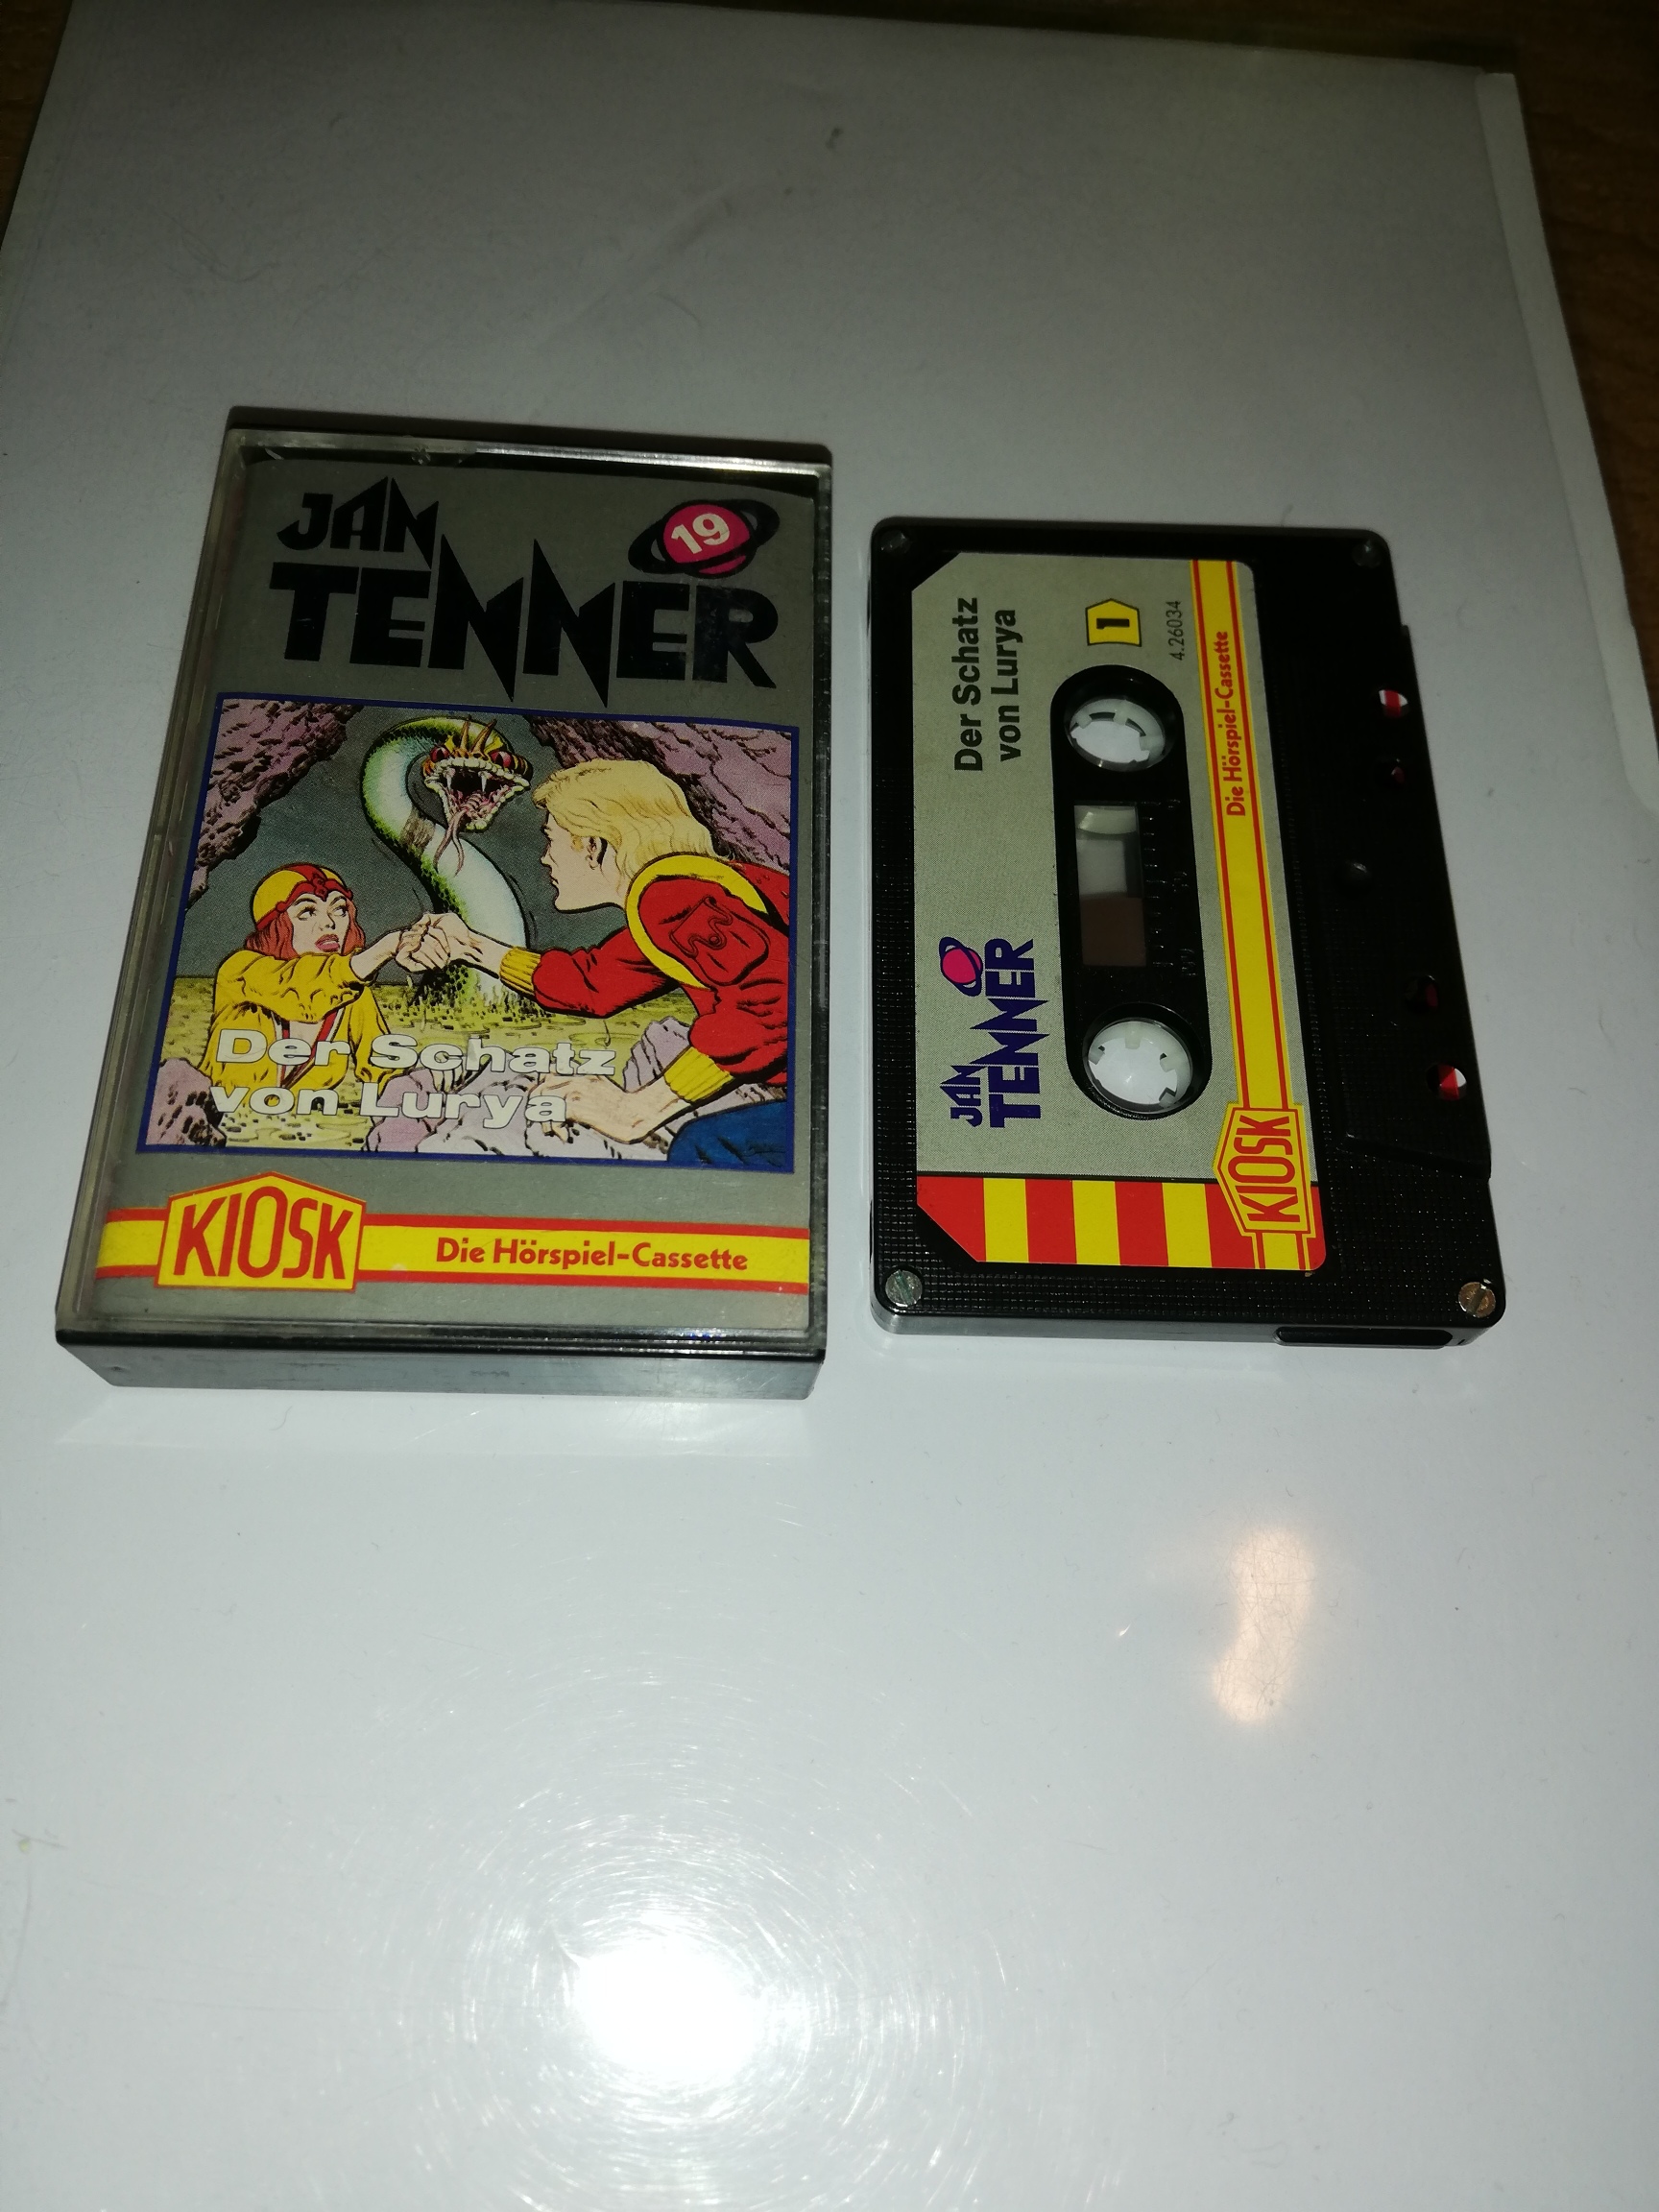 JAN
TENNER
19
Der Schatz
von Lurya
KIOSK
Die Hörspiel-Cassette
Der Schatz
von Lurya
1
4.26034
JAN
TENNER
Die Hörspiel-Cassette
KIOSK